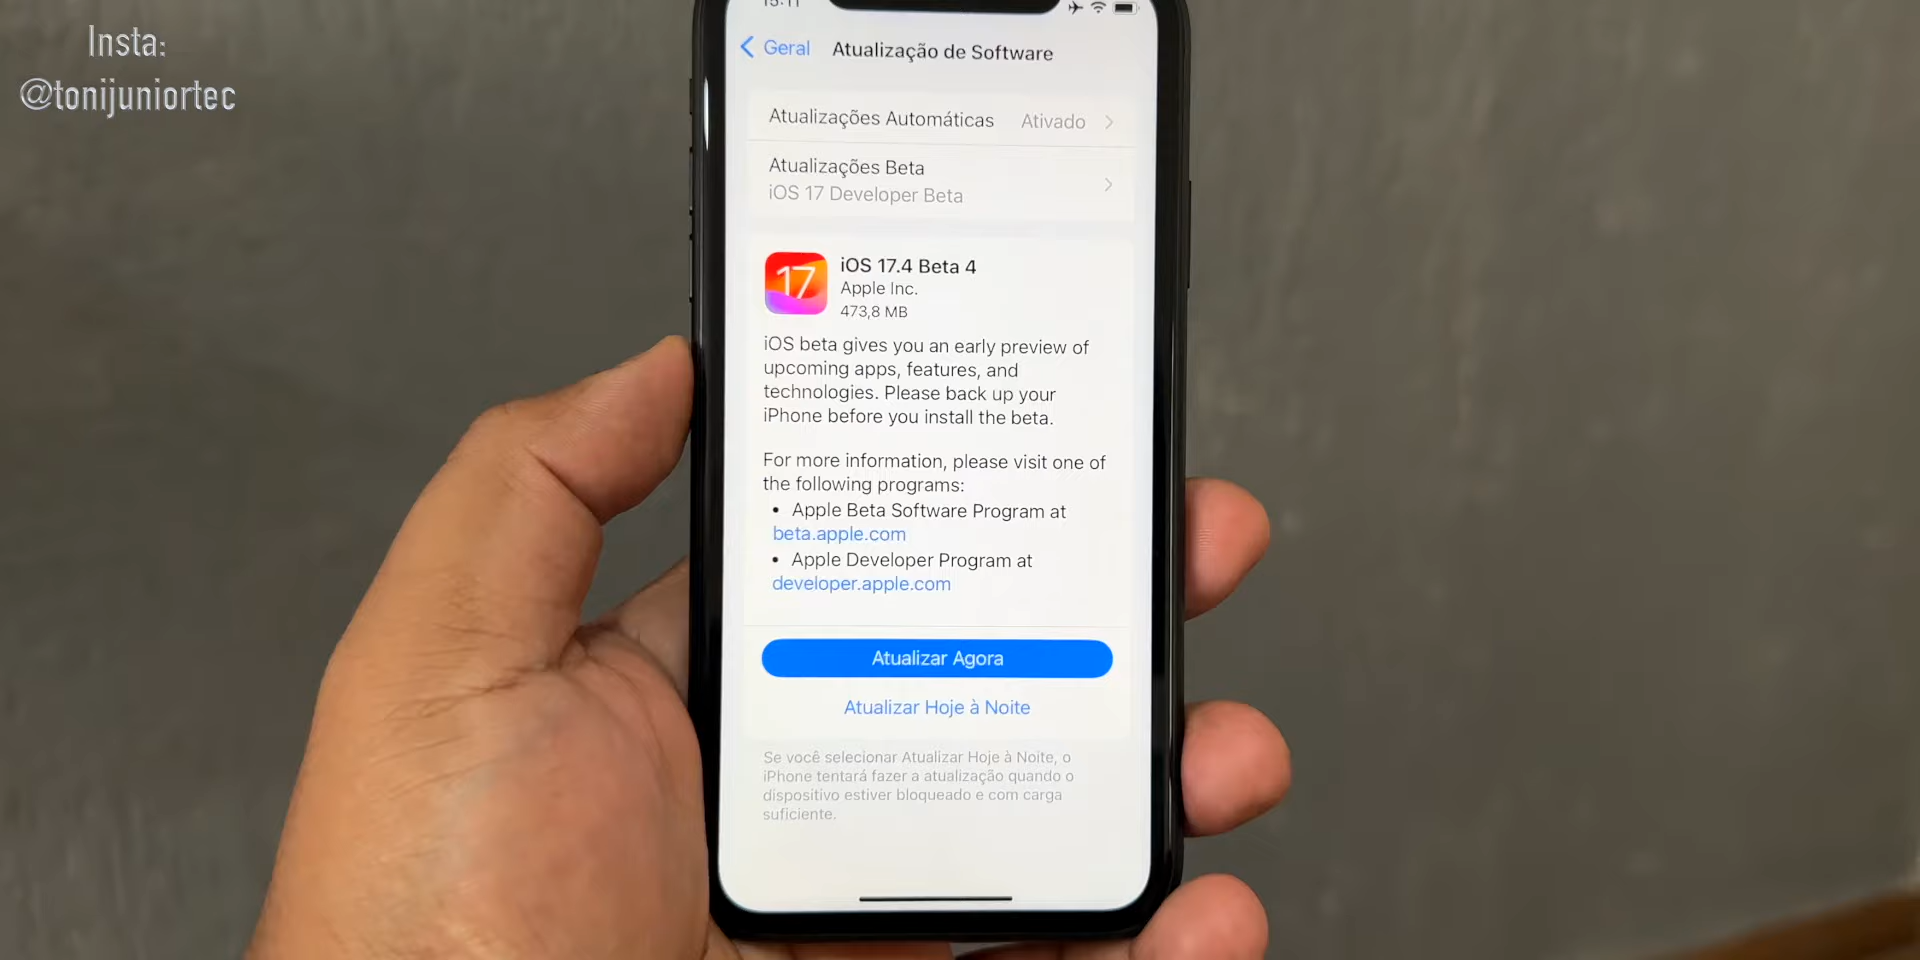 Insta:
@tonijuniortec
15:11
Geral
Atualização de Software
Atualizações Automáticas Ativado
Atualizações Beta
iOS 17 Developer Beta
17
iOS 17.4 Beta 4
Apple Inc.
473,8 MB
iOS beta gives you an early preview of
upcoming apps, features, and
technologies. Please back up your
iPhone before you install the beta.
For more information, please visit one of
the following programs:
• Apple Beta Software Program at
beta.apple.com
• Apple Developer Program at
developer.apple.com
Atualizar Agora
Atualizar Hoje à Noite
Se você selecionar Atualizar Hoje à Noite, o
iPhone tentará fazer a atualização quando o
dispositivo estiver bloqueado e com carga
suficiente.